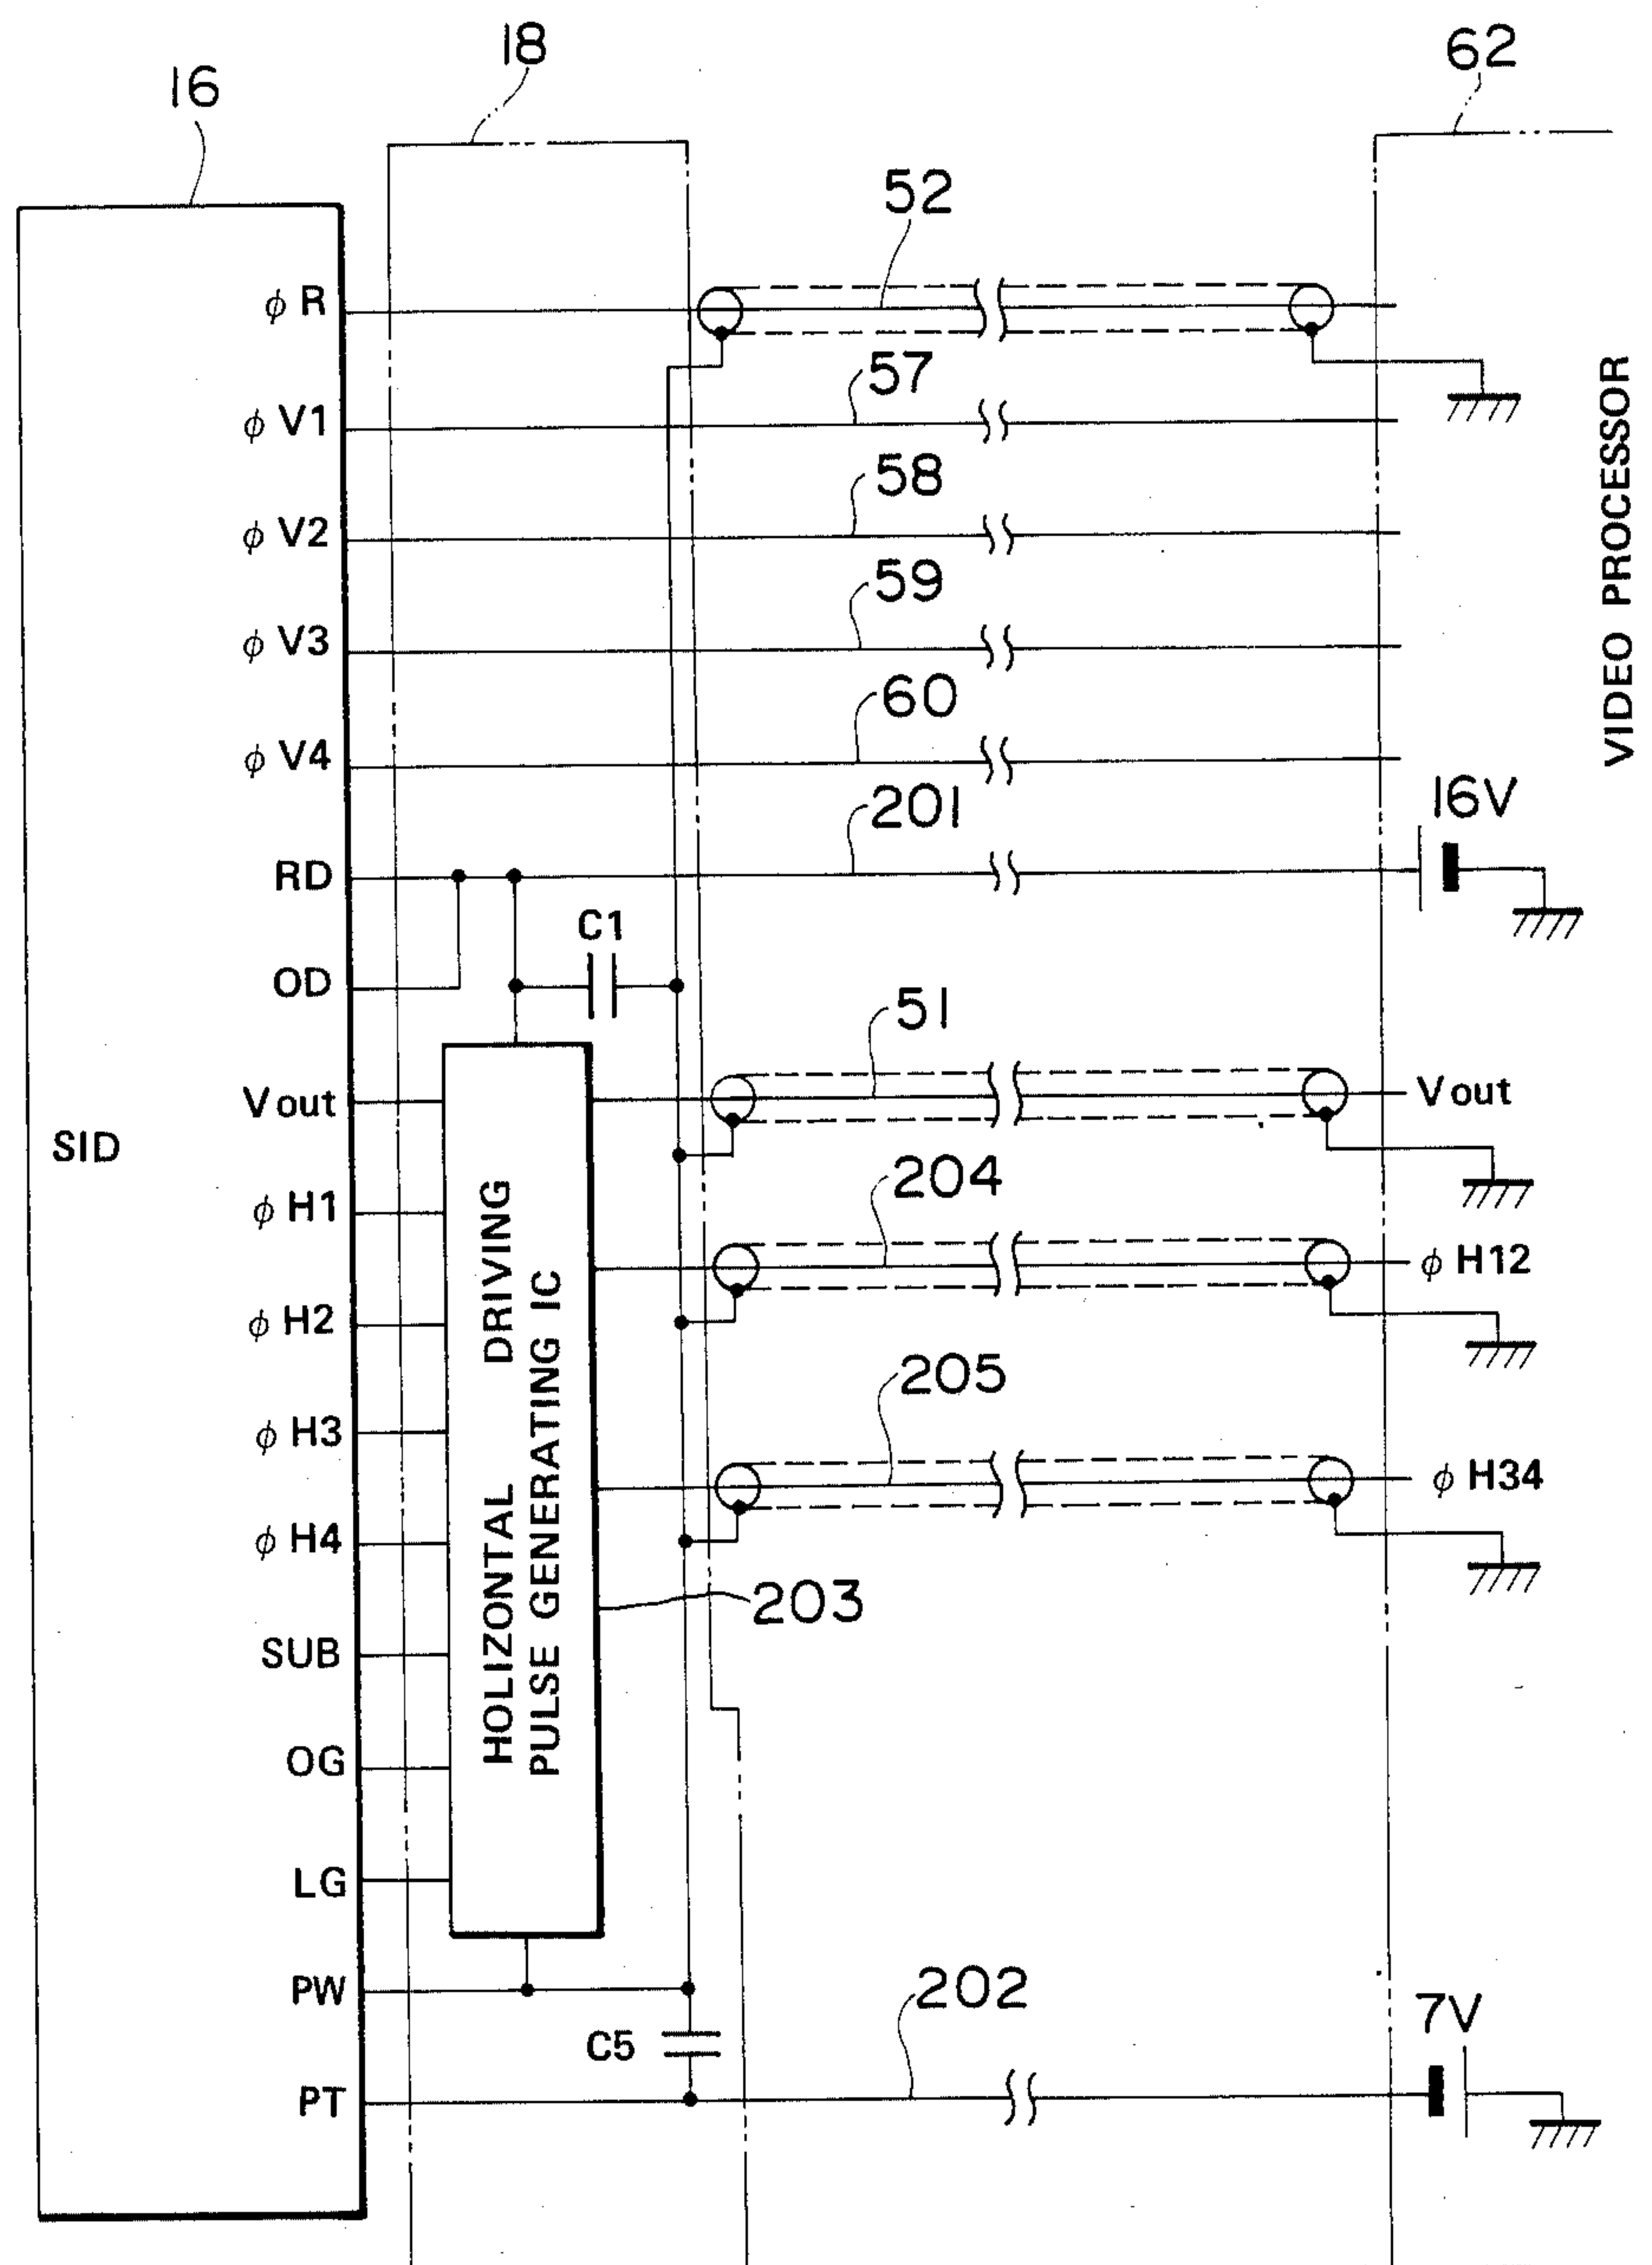 16
18
62
52
φ R
57
φ V1
58
φ V2
59
φ V3
60
φ V4
VIDEO PROCESSOR
201
16V
RD
C1
OD
51
Vout
Vout
SID
204
φ H1
φ H12
φ H2
205
φ H3
φ H34
φ H4
HOLIZONTAL DRIVING
PULSE GENERATING IC
203
SUB
OG
LG
PW
202
7V
C5
PT